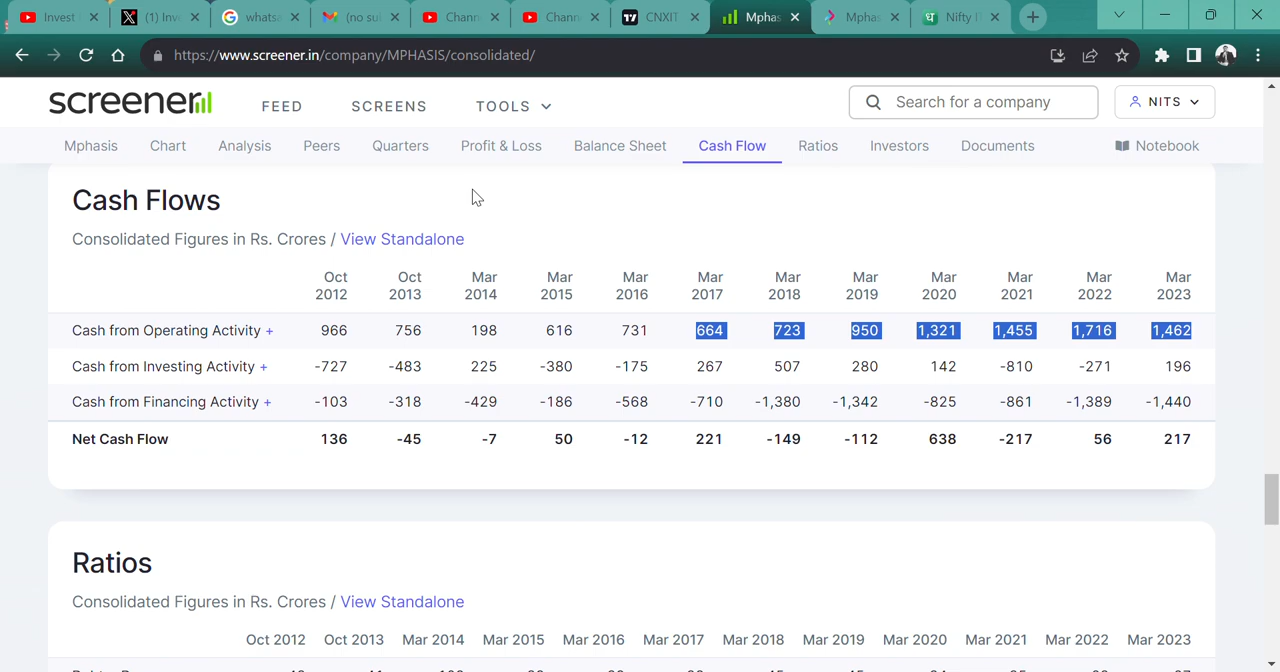 Invest (1) Inv whatsa (no su Chann Chann CNXIT Mphas Mphas Nifty I
https://www.screener.in/company/MPHASIS/consolidated/
screener FEED SCREENS TOOLS Search for a company NITS
Mphasis Chart Analysis Peers Quarters Profit & Loss Balance Sheet Cash Flow Ratios Investors Documents Notebook
Cash Flows
Consolidated Figures in Rs. Crores / View Standalone
Oct Oct Mar Mar Mar Mar Mar Mar Mar Mar Mar Mar
2012 2013 2014 2015 2016 2017 2018 2019 2020 2021 2022 2023
Cash from Operating Activity + 966 756 198 616 731 664 723 950 1,321 1,455 1,716 1,462
Cash from Investing Activity + -727 -483 225 -380 -175 267 507 280 142 -810 -271 196
Cash from Financing Activity + -103 -318 -429 -186 -568 -710 -1,380 -1,342 -825 -861 -1,389 -1,440
Net Cash Flow 136 -45 -7 50 -12 221 -149 -112 638 -217 56 217
Ratios
Consolidated Figures in Rs. Crores / View Standalone
Oct 2012 Oct 2013 Mar 2014 Mar 2015 Mar 2016 Mar 2017 Mar 2018 Mar 2019 Mar 2020 Mar 2021 Mar 2022 Mar 2023